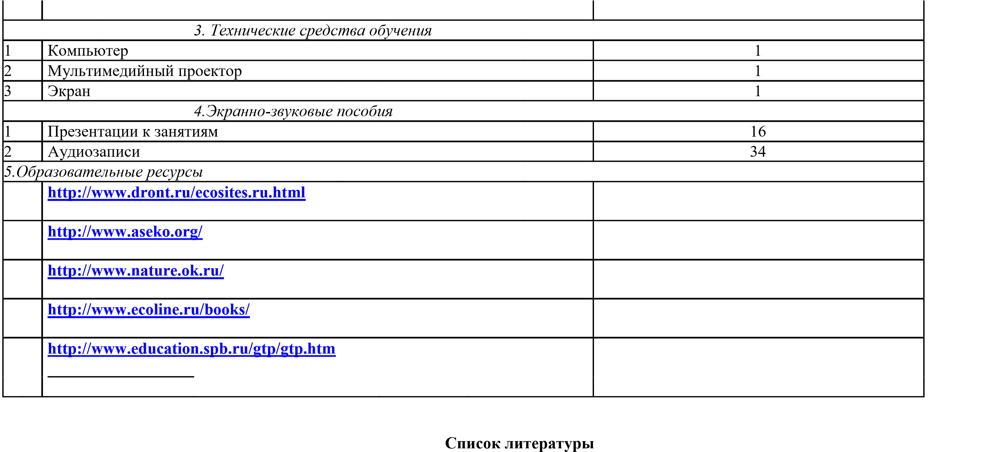 3. Технические средства обучения
1 Компьютер 1
2 Мультимедийный проектор 1
3 Экран 1
4.Экранно-звуковые пособия
1 Презентации к занятиям 16
2 Аудиозаписи 34
5.Образовательные ресурсы
http://www.dront.ru/ecosites.ru.html
http://www.aseko.org/
http://www.nature.ok.ru/
http://www.ecoline.ru/books/
http://www.education.spb.ru/gtp/gtp.htm
Список литературы